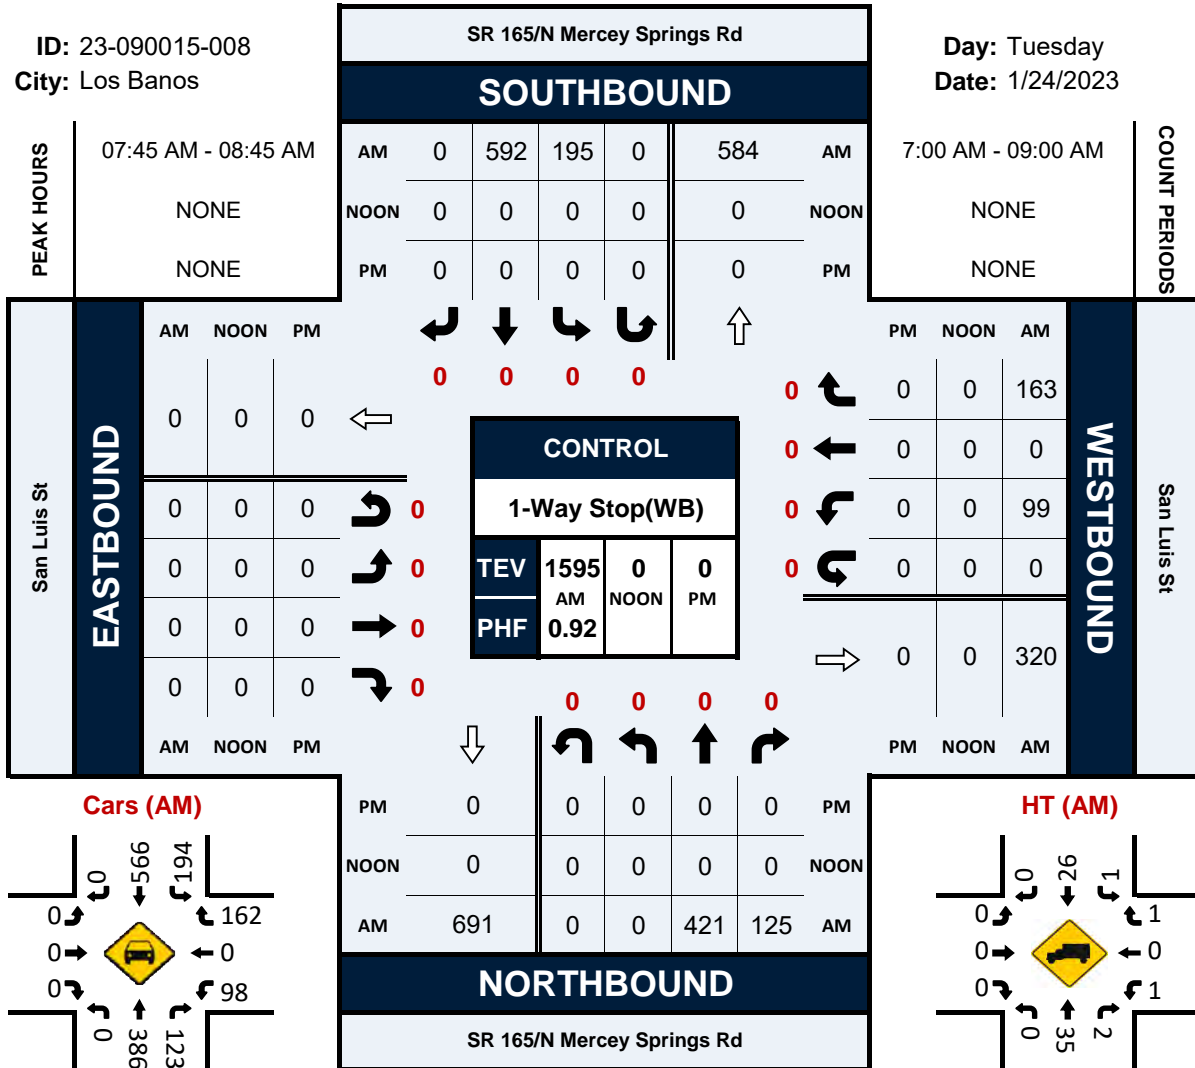 SR 165/N Mercey Springs Rd
ID: 23-090015-008
City: Los Banos
Day: Tuesday
Date: 1/24/2023
SOUTHBOUND
PEAK HOURS
07:45 AM - 08:45 AM
NONE
NONE
AM 0 592 195 0 584 AM
NOON 0 0 0 0 0 NOON
PM 0 0 0 0 0 PM
7:00 AM - 09:00 AM
NONE
NONE
COUNT PERIODS
0 0 0 0
San Luis St
EASTBOUND
AM NOON PM
0 0 0
0 0 0 0
0 0 0 0
0 0 0 0
0 0 0 0
AM NOON PM
CONTROL
1-Way Stop(WB)
TEV 1595 0 0
AM NOON PM
PHF 0.92
PM NOON AM
0 0 0 163
0 0 0 0
0 0 0 99
0 0 0 0
0 0 320
PM NOON AM
WESTBOUND
San Luis St
0 0 0 0
PM 0 0 0 0 0 PM
NOON 0 0 0 0 0 NOON
AM 691 0 0 421 125 AM
NORTHBOUND
SR 165/N Mercey Springs Rd
Cars (AM)
0 566 194
0 162
0 0
0 98
0 386 123
HT (AM)
0 26 1
0 1
0 0
0 1
0 35 2